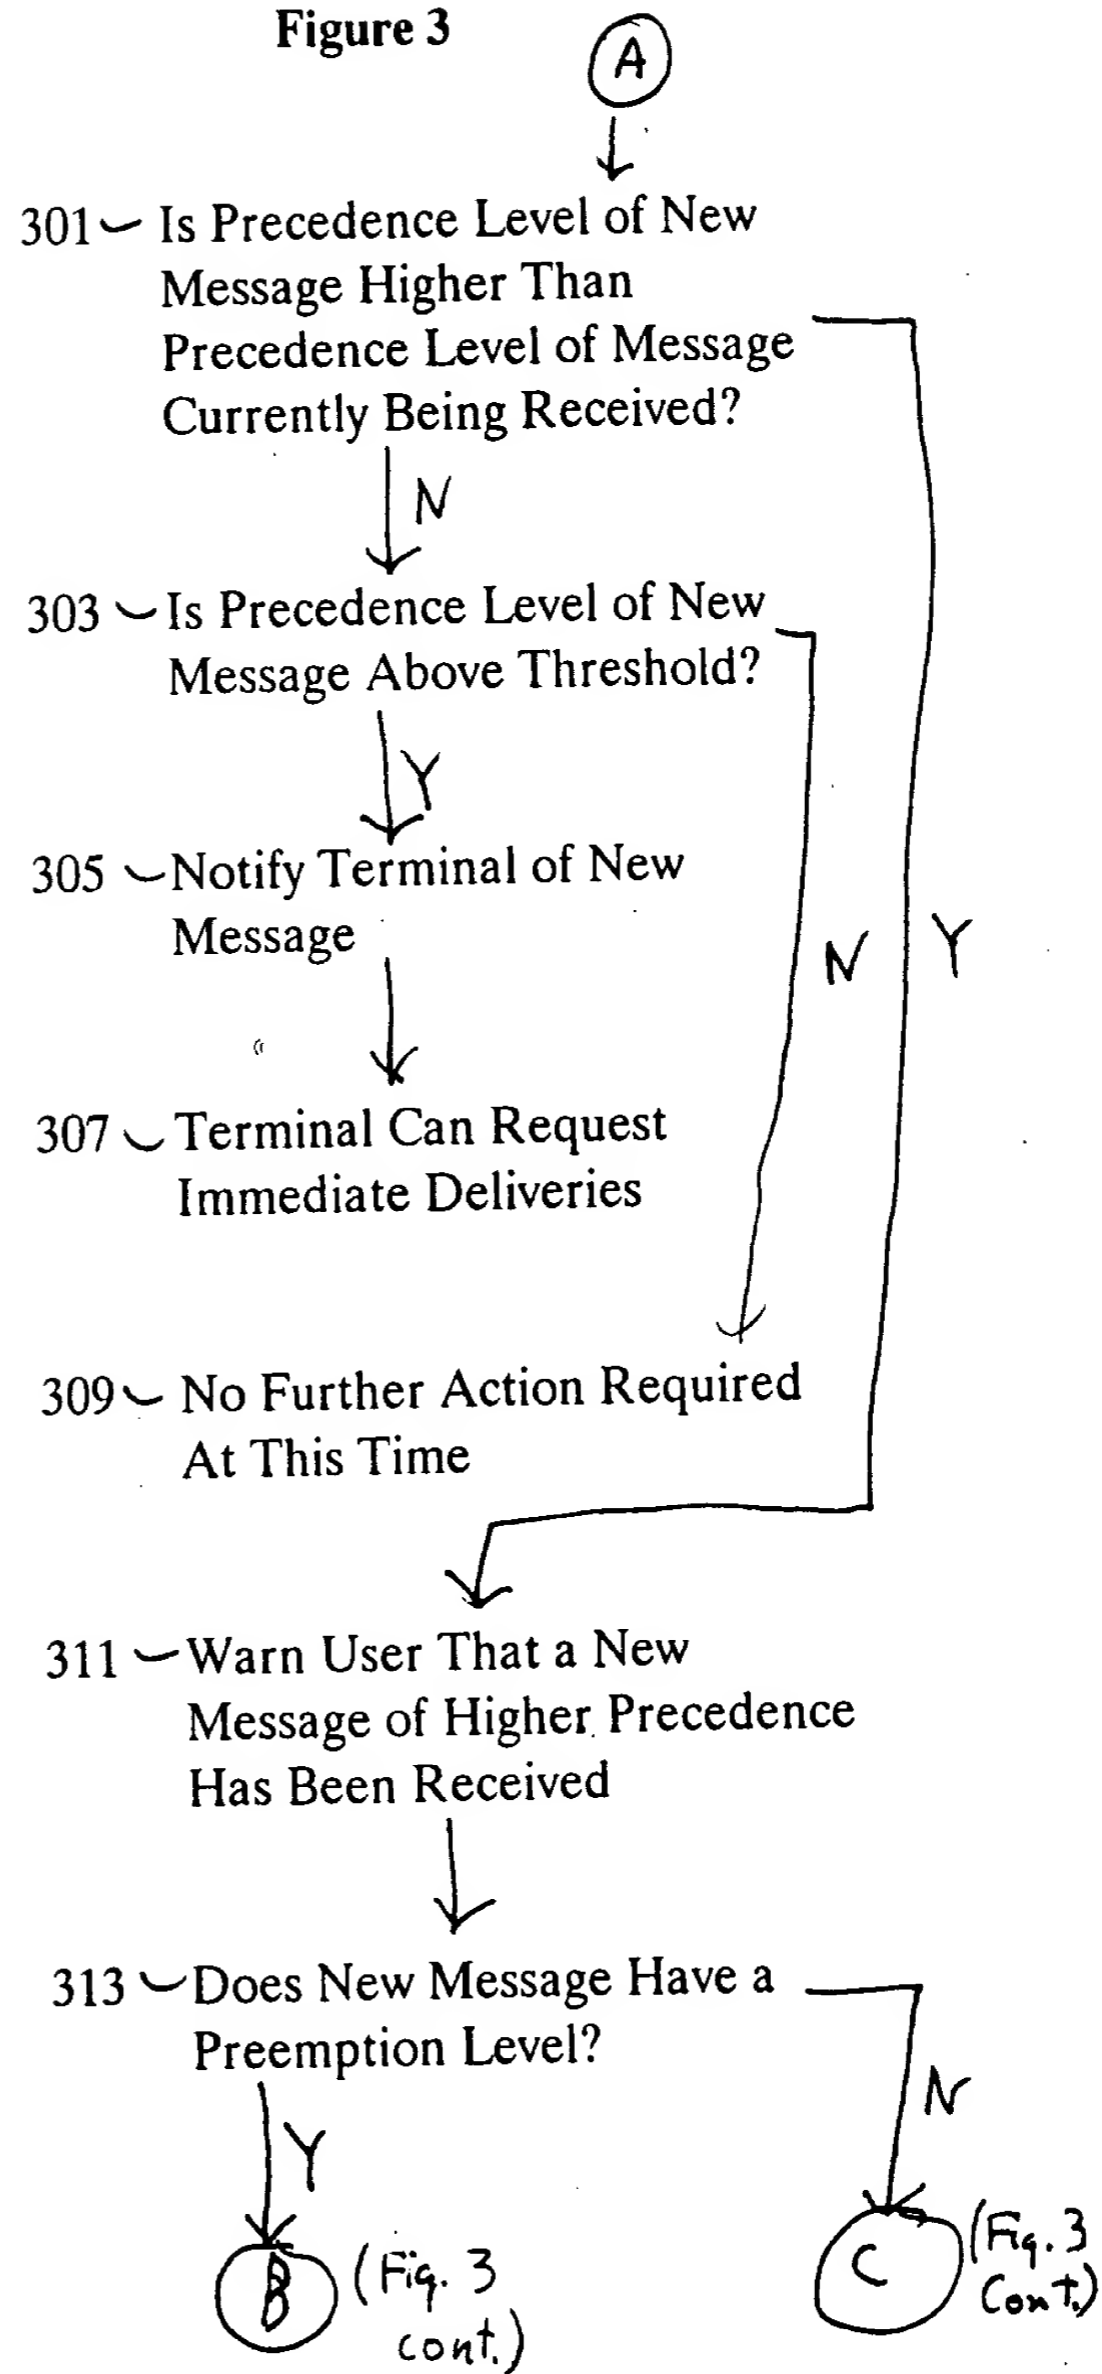 Figure 3
A
301 Is Precedence Level of New
Message Higher Than
Precedence Level of Message
Currently Being Received?
N
303 Is Precedence Level of New
Message Above Threshold?
Y
305 Notify Terminal of New
Message
N Y
307 Terminal Can Request
Immediate Deliveries
309 No Further Action Required
At This Time
311 Warn User That a New
Message of Higher Precedence
Has Been Received
313 Does New Message Have a
Preemption Level?
N
Y
B (Fig. 3
cont.)
C (Fig. 3
Cont.)